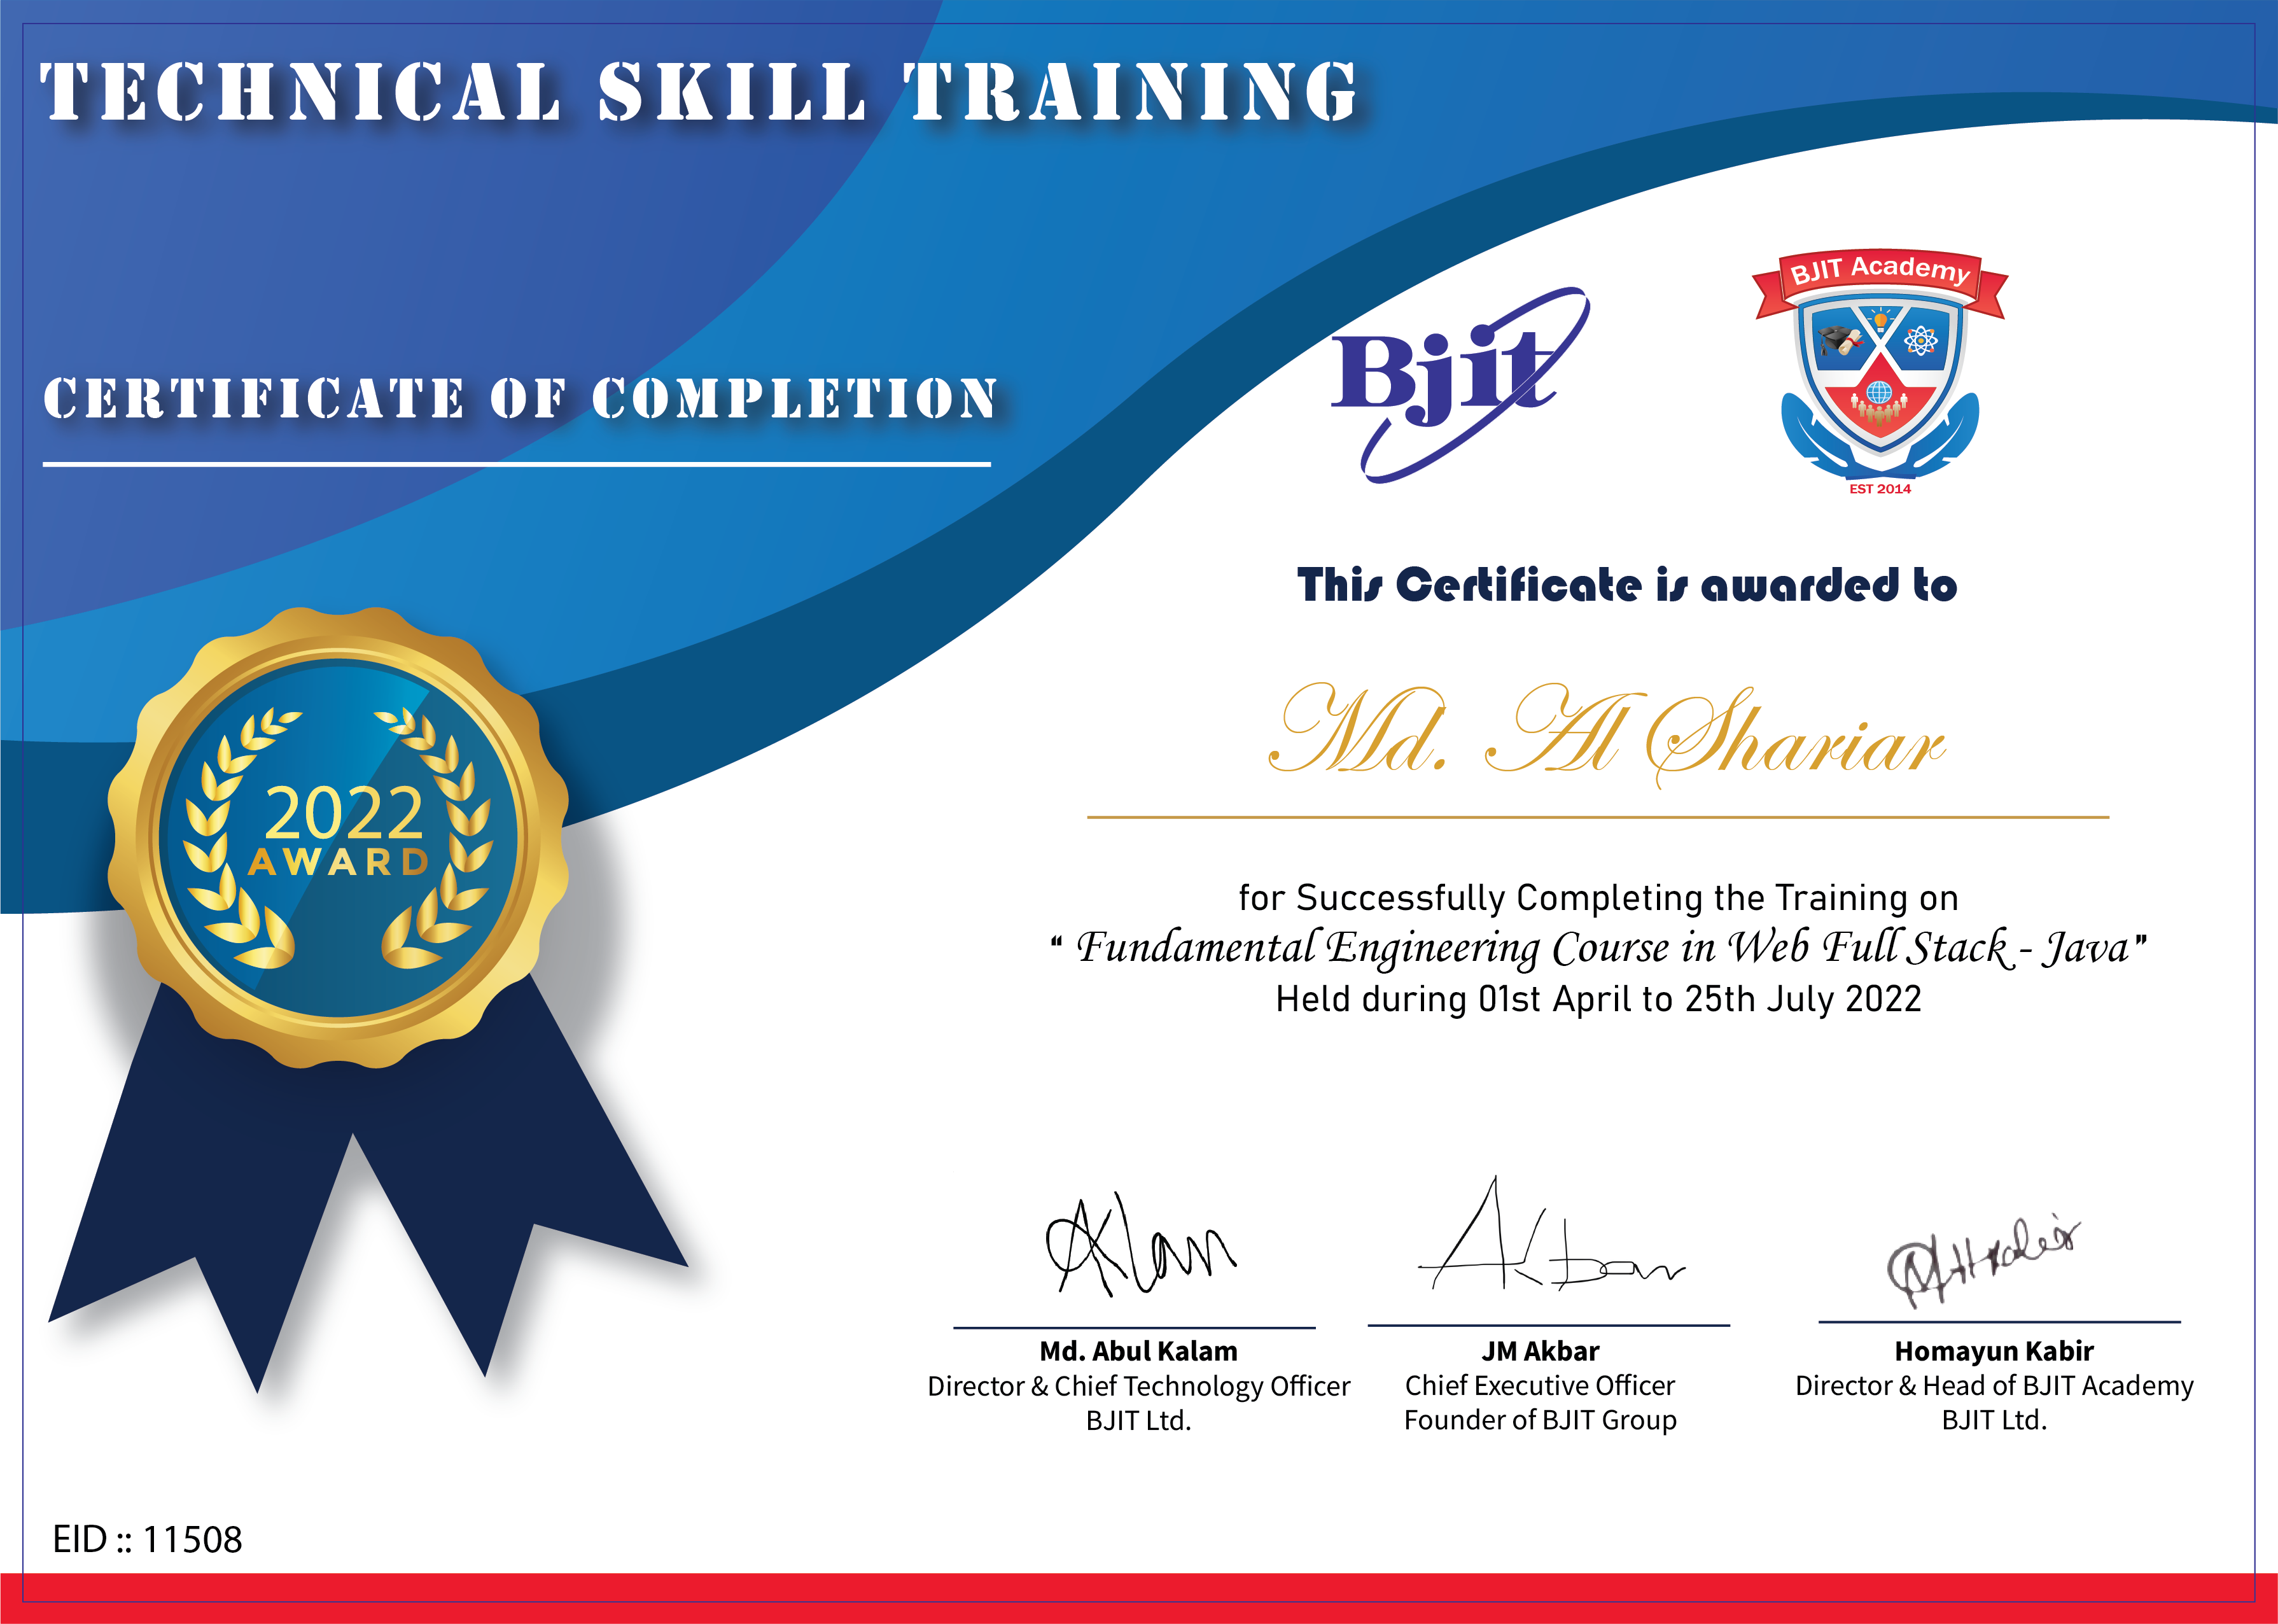 TECHNICAL SKILL TRAINING
CERTIFICATE OF COMPLETION
Bjit
BJIT Academy
EST 2014
This Certificate is awarded to
Md. Al Shariar
2022
AWARD
for Successfully Completing the Training on
“ Fundamental Engineering Course in Web Full Stack - Java”
Held during 01st April to 25th July 2022
Alam
Akbar
Md. Abul Kalam
Director & Chief Technology Officer
BJIT Ltd.
JM Akbar
Chief Executive Officer
Founder of BJIT Group
Homayun Kabir
Director & Head of BJIT Academy
BJIT Ltd.
EID :: 11508